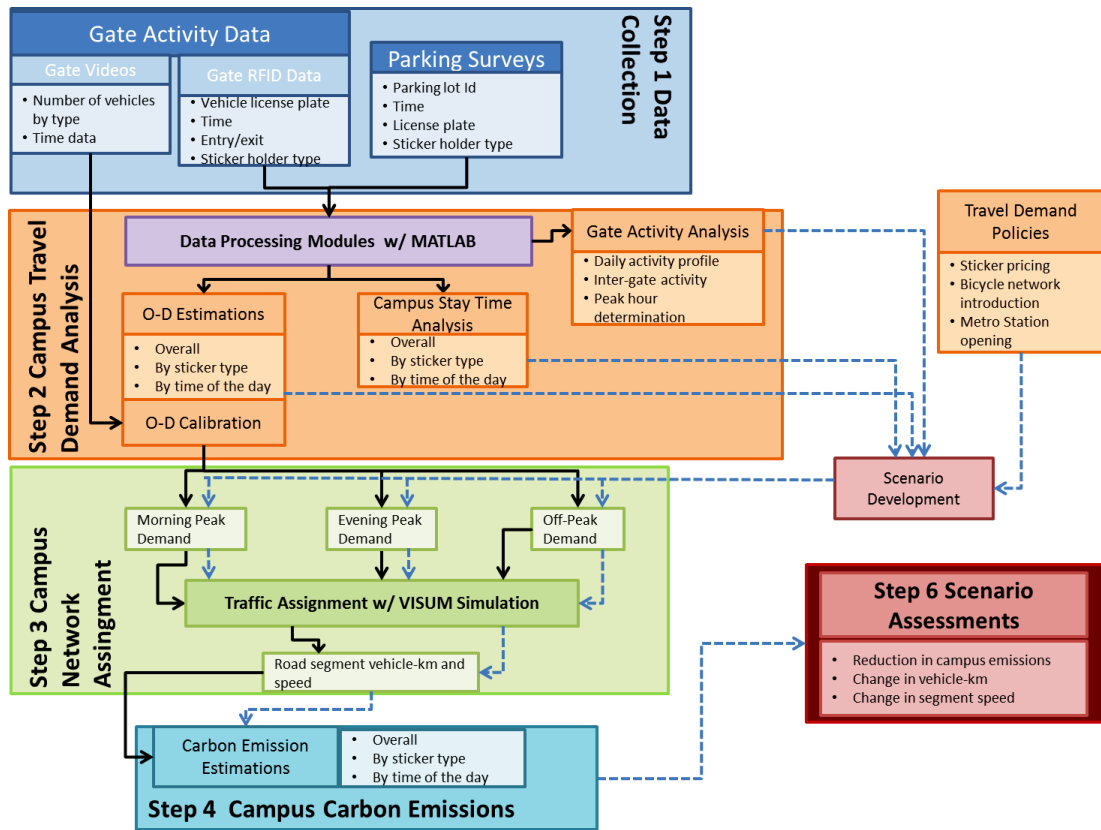 Gate Activity Data
Gate Videos
• Number of vehicles
by type
• Time data
Gate RFID Data
• Vehicle license plate
• Time
• Entry/exit
• Sticker holder type
Parking Surveys
• Parking lot Id
• Time
• License plate
• Sticker holder type
Step 1 Data
Collection
Step 2 Campus Travel
Demand Analysis
Data Processing Modules w/ MATLAB
Gate Activity Analysis
• Daily activity profile
• Inter-gate activity
• Peak hour
determination
O-D Estimations
• Overall
• By sticker type
• By time of the day
O-D Calibration
Campus Stay Time
Analysis
• Overall
• By sticker type
• By time of the day
Travel Demand
Policies
• Sticker pricing
• Bicycle network
introduction
• Metro Station
opening
Scenario
Development
Step 3 Campus
Network
Assingment
Morning Peak
Demand
Evening Peak
Demand
Off-Peak
Demand
Traffic Assignment w/ VISUM Simulation
Road segment vehicle-km and
speed
Carbon Emission
Estimations
• Overall
• By sticker type
• By time of the day
Step 4 Campus Carbon Emissions
Step 6 Scenario
Assessments
• Reduction in campus emissions
• Change in vehicle-km
• Change in segment speed